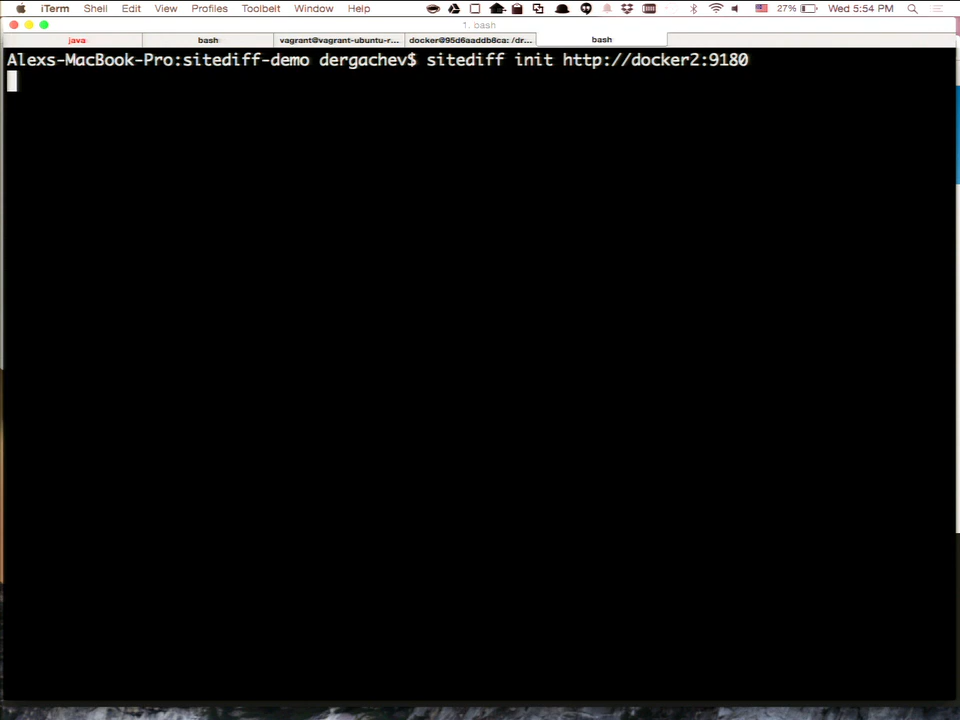 iTerm Shell Edit View Profiles Toolbelt Window Help 27% Wed 5:54 PM
1. bash
java bash vagrant@vagrant-ubuntu-r... docker@95d6aaddb8ca: /dr... bash
Alexs-MacBook-Pro:sitediff-demo dergachev$ sitediff init http://docker2:9180